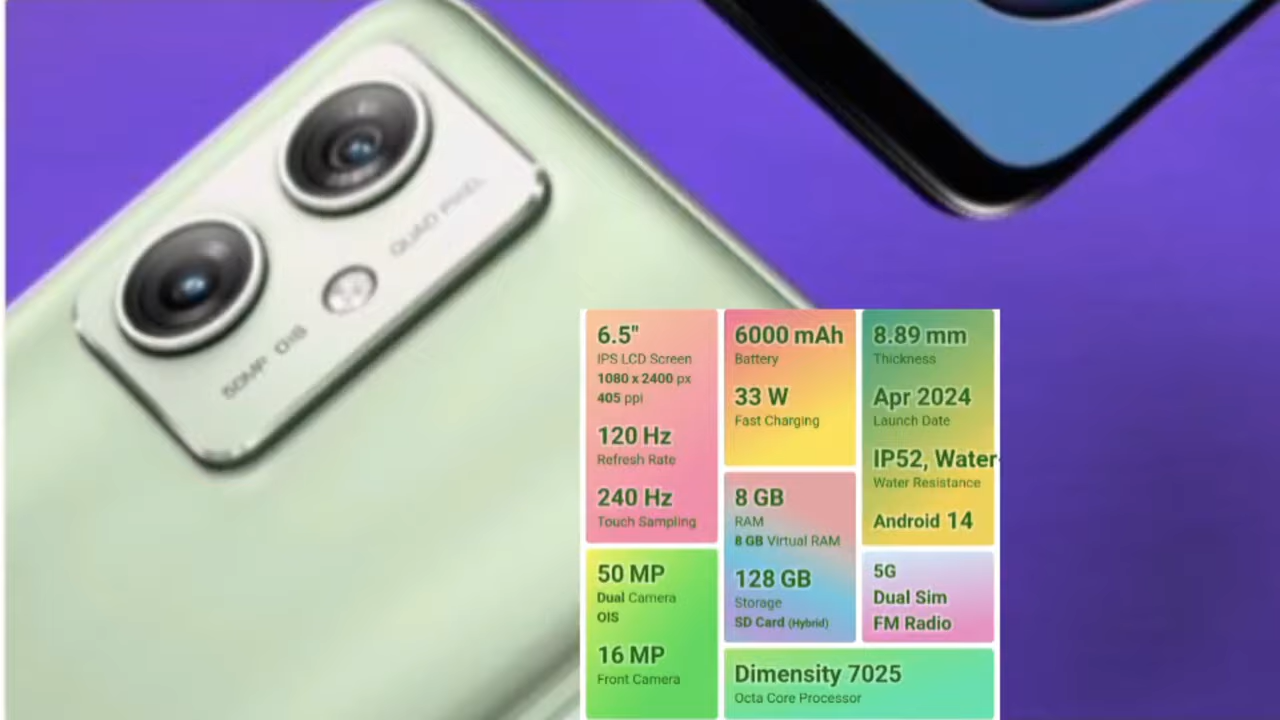 QUAD PIXEL
50MP OIS
6.5"
IPS LCD Screen
1080 x 2400 px
405 ppi
120 Hz
Refresh Rate
240 Hz
Touch Sampling
50 MP
Dual Camera
OIS
16 MP
Front Camera
6000 mAh
Battery
33 W
Fast Charging
8 GB
RAM
8 GB Virtual RAM
128 GB
Storage
SD Card (Hybrid)
8.89 mm
Thickness
Apr 2024
Launch Date
IP52, Water-
Water Resistance
Android 14
5G
Dual Sim
FM Radio
Dimensity 7025
Octa Core Processor